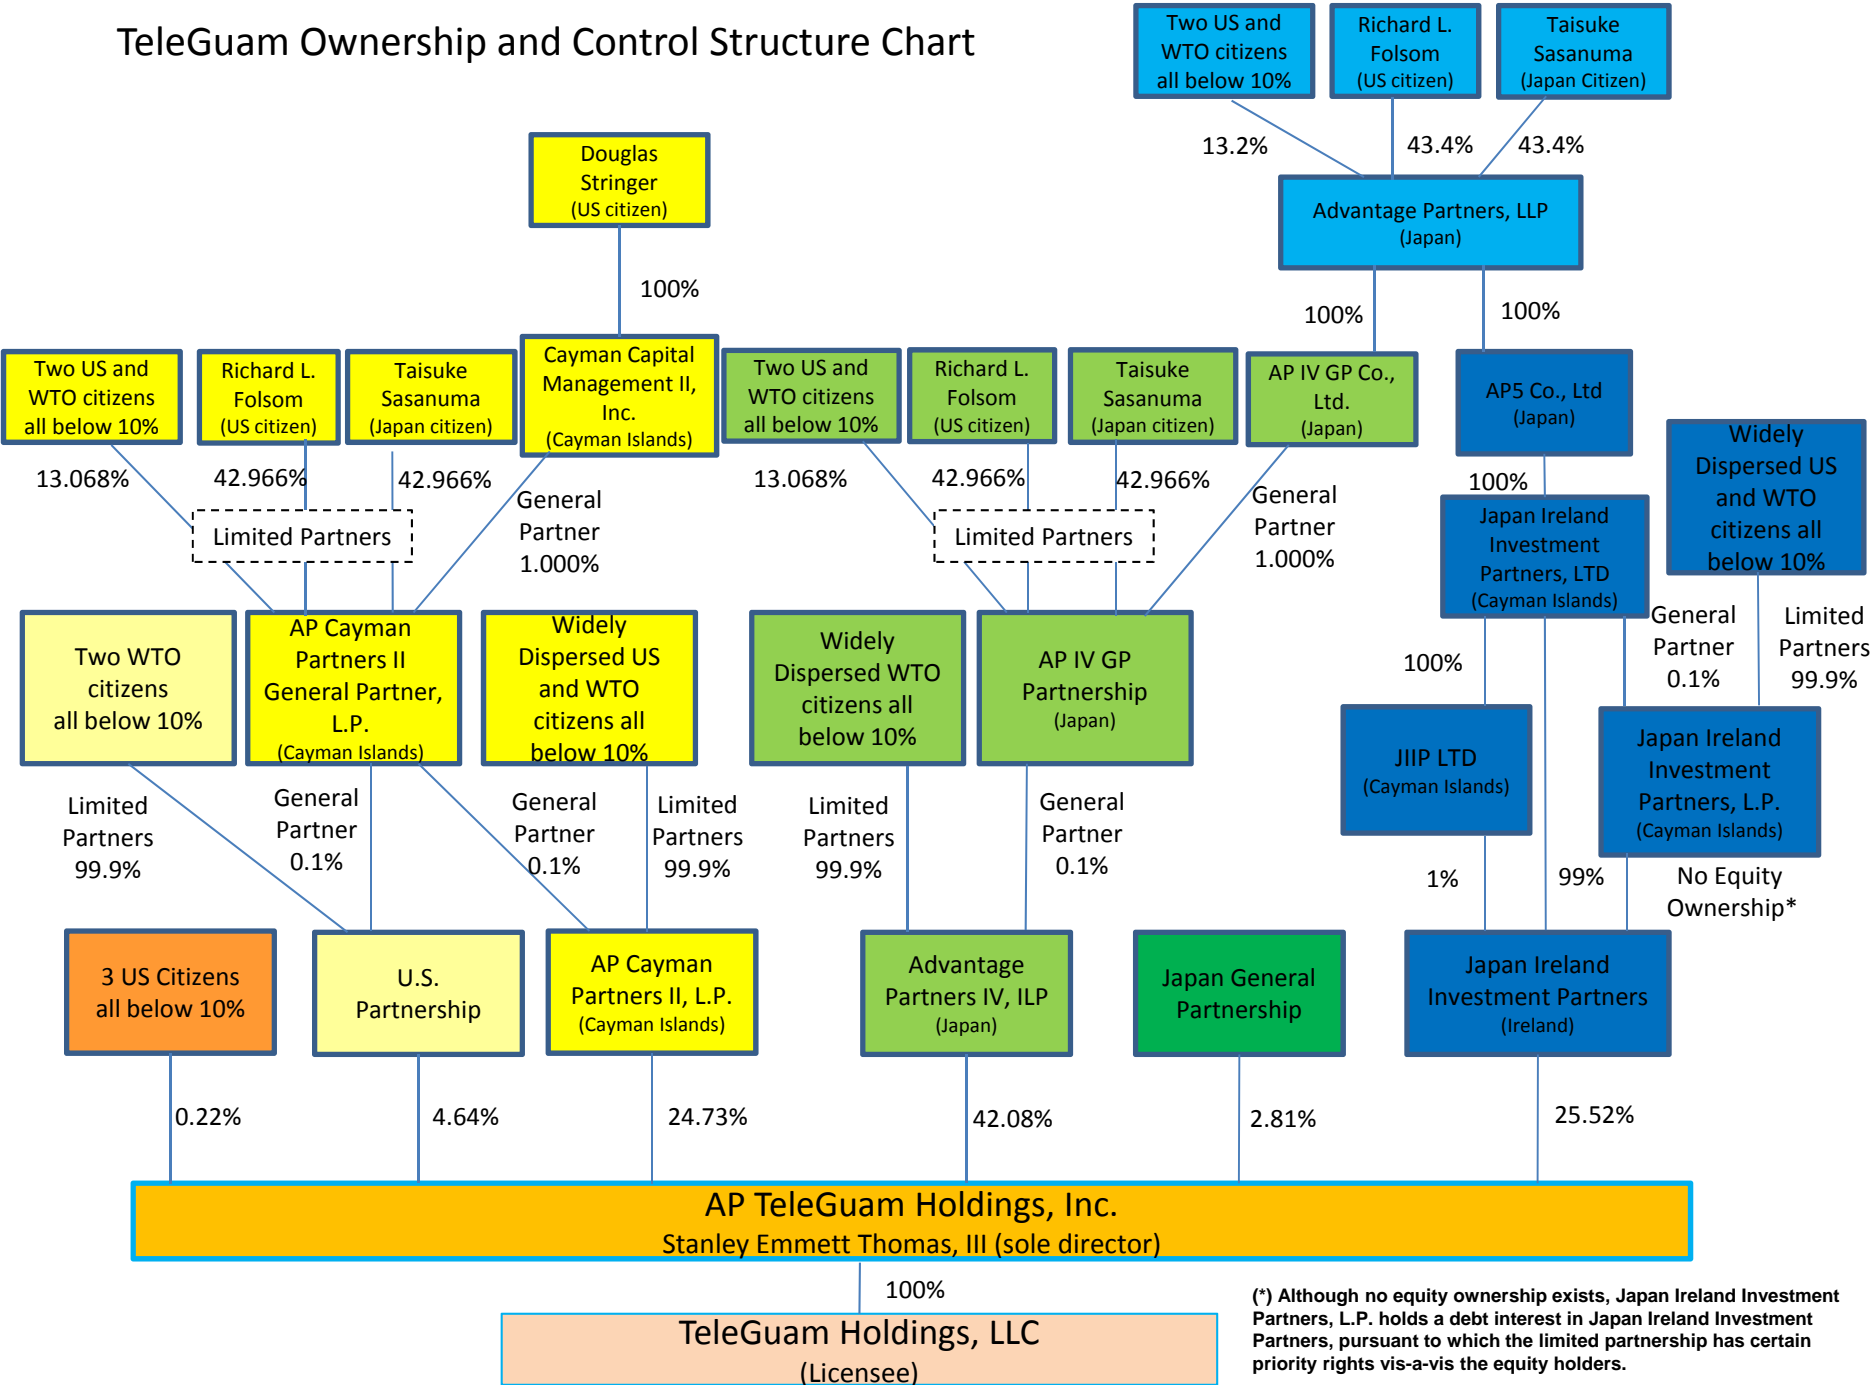 TeleGuam Ownership and Control Structure Chart
Two US and
WTO citizens
all below 10%
Richard L.
Folsom
(US citizen)
Taisuke
Sasanuma
(Japan Citizen)
13.2%
43.4%
43.4%
Douglas
Stringer
(US citizen)
Advantage Partners, LLP
(Japan)
100%
100%
100%
Two US and
WTO citizens
all below 10%
Richard L.
Folsom
(US citizen)
Taisuke
Sasanuma
(Japan citizen)
Cayman Capital
Management II,
Inc.
(Cayman Islands)
Two US and
WTO citizens
all below 10%
Richard L.
Folsom
(US citizen)
Taisuke
Sasanuma
(Japan citizen)
AP IV GP Co.,
Ltd.
(Japan)
AP5 Co., Ltd
(Japan)
Widely
Dispersed US
and WTO
citizens all
below 10%
13.068%
42.966%
42.966%
General
Partner
1.000%
13.068%
42.966%
42.966%
General
Partner
1.000%
100%
Limited Partners
Limited Partners
Japan Ireland
Investment
Partners, LTD
(Cayman Islands)
Two WTO
citizens
all below 10%
AP Cayman
Partners II
General Partner,
L.P.
(Cayman Islands)
Widely
Dispersed US
and WTO
citizens all
below 10%
Widely
Dispersed WTO
citizens all
below 10%
AP IV GP
Partnership
(Japan)
100%
General
Partner
0.1%
Limited
Partners
99.9%
JIIP LTD
(Cayman Islands)
Japan Ireland
Investment
Partners, L.P.
(Cayman Islands)
Limited
Partners
99.9%
General
Partner
0.1%
General
Partner
0.1%
Limited
Partners
99.9%
Limited
Partners
99.9%
General
Partner
0.1%
1%
99%
No Equity
Ownership*
3 US Citizens
all below 10%
U.S.
Partnership
AP Cayman
Partners II, L.P.
(Cayman Islands)
Advantage
Partners IV, ILP
(Japan)
Japan General
Partnership
Japan Ireland
Investment Partners
(Ireland)
0.22%
4.64%
24.73%
42.08%
2.81%
25.52%
AP TeleGuam Holdings, Inc.
Stanley Emmett Thomas, III (sole director)
100%
TeleGuam Holdings, LLC
(Licensee)
(*) Although no equity ownership exists, Japan Ireland Investment
Partners, L.P. holds a debt interest in Japan Ireland Investment
Partners, pursuant to which the limited partnership has certain
priority rights vis-a-vis the equity holders.